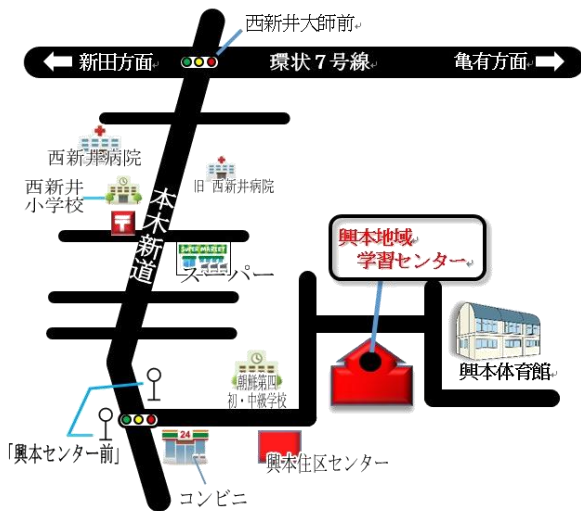 西新井大師前
新田方面
環状７号線
亀有方面
西新井病院
旧 西新井病院
西新井
小学校
本木新道
SUPER MARKET
スーパー
興本地域
学習センター
興本体育館
朝鮮第四
初・中級学校
「興本センター前」
24
興本住区センター
コンビニ